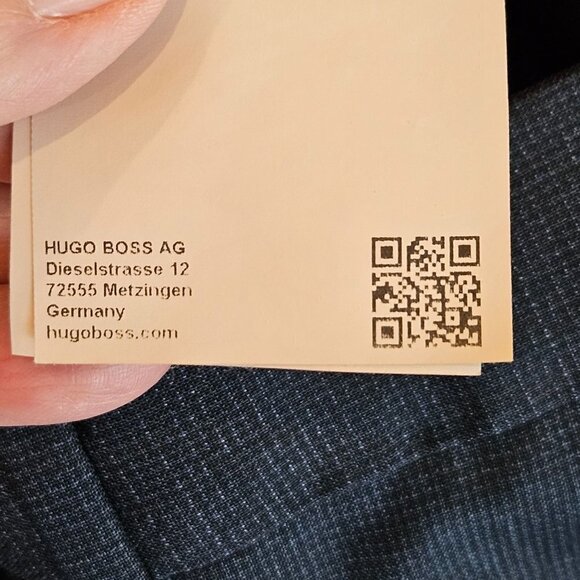 HUGO BOSS AG
Dieselstrasse 12
72555 Metzingen
Germany
hugoboss.com